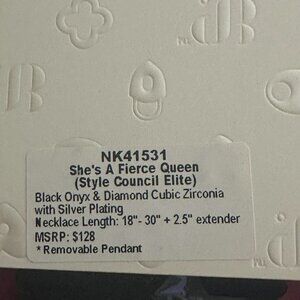 NK41531
She's A Fierce Queen
(Style Council Elite)
Black Onyx & Diamond Cubic Zirconia
with Silver Plating
Necklace Length: 18"- 30" + 2.5" extender
MSRP: $128
*Removable Pendant